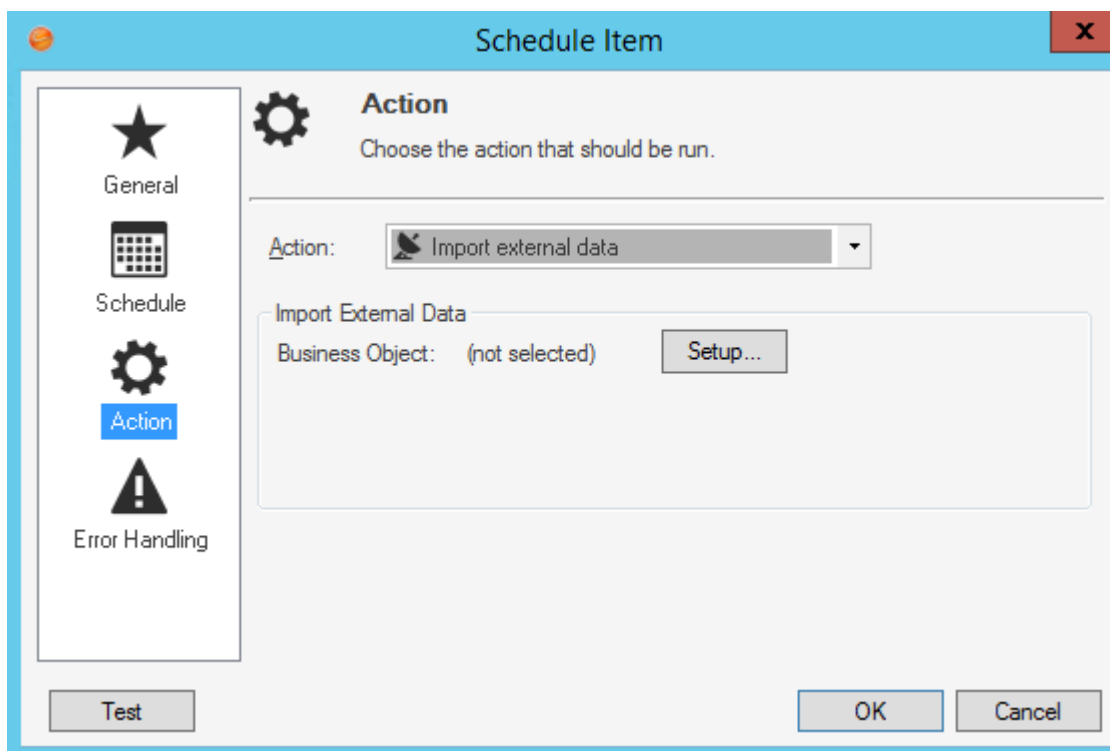 Schedule Item
x
General
Schedule
Action
Error Handling
Action
Choose the action that should be run.
Action: Import external data
Import External Data
Business Object: (not selected) Setup...
Test OK Cancel